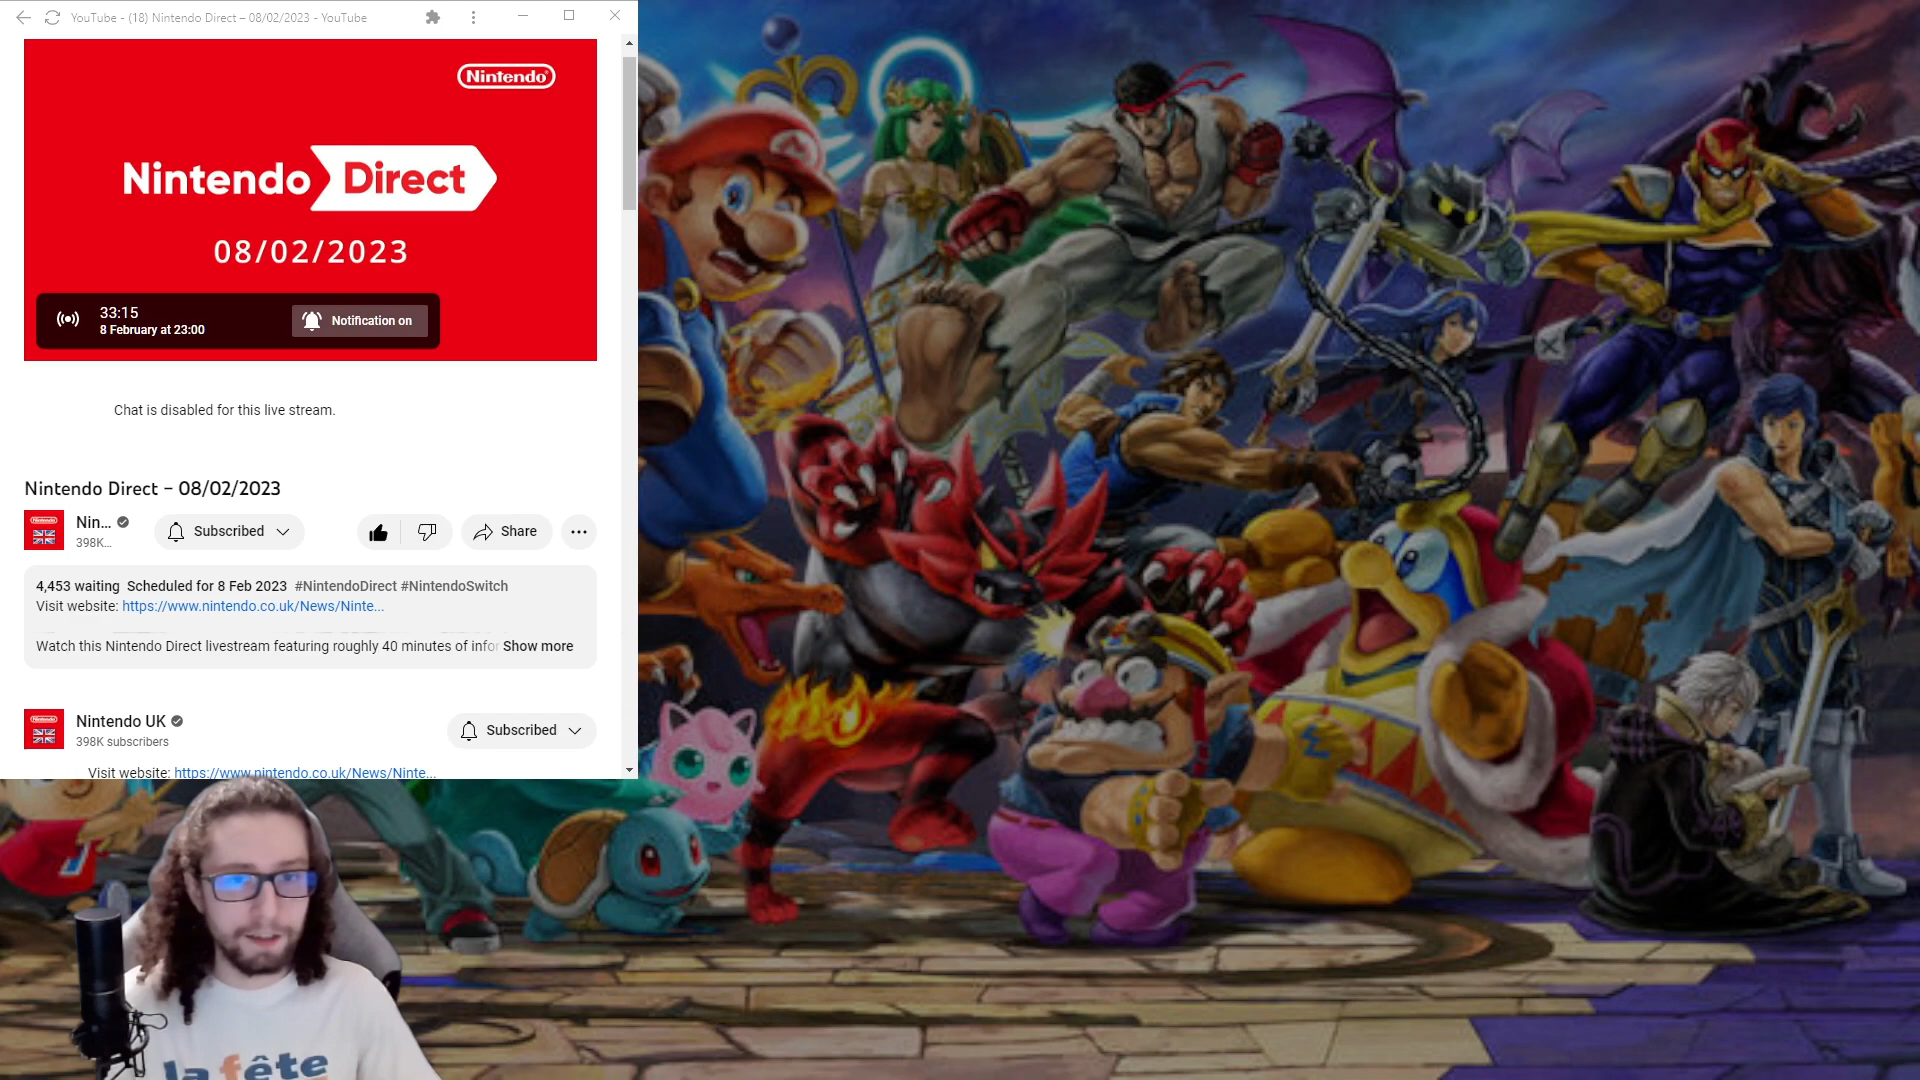 YouTube - (18) Nintendo Direct – 08/02/2023 - YouTube
Nintendo
Nintendo Direct
08/02/2023
33:15
8 February at 23:00
Notification on
Chat is disabled for this live stream.
Nintendo Direct – 08/02/2023
Nin...
398K...
Subscribed
Share
4,453 waiting Scheduled for 8 Feb 2023 #NintendoDirect #NintendoSwitch
Visit website: https://www.nintendo.co.uk/News/Ninte...
Watch this Nintendo Direct livestream featuring roughly 40 minutes of infor Show more
Nintendo UK
398K subscribers
Subscribed
Visit website: https://www.nintendo.co.uk/News/Ninte...
la fête